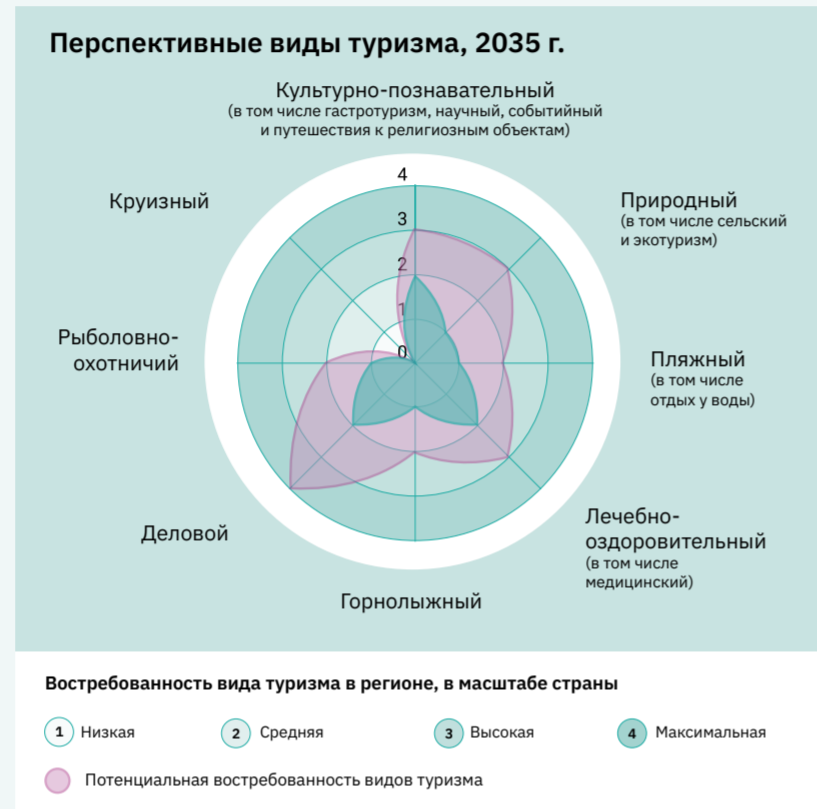 Перспективные виды туризма, 2035 г.
Культурно-познавательный
(в том числе гастротуризм, научный, событийный
и путешествия к религиозным объектам)
Круизный
Природный
(в том числе сельский
и экотуризм)
4
3
2
1
0
Рыболовно-
охотничий
Пляжный
(в том числе
отдых у воды)
Деловой
Лечебно-
оздоровительный
(в том числе
медицинский)
Горнолыжный
Востребованность вида туризма в регионе, в масштабе страны
1 Низкая
2 Средняя
3 Высокая
4 Максимальная
Потенциальная востребованность видов туризма